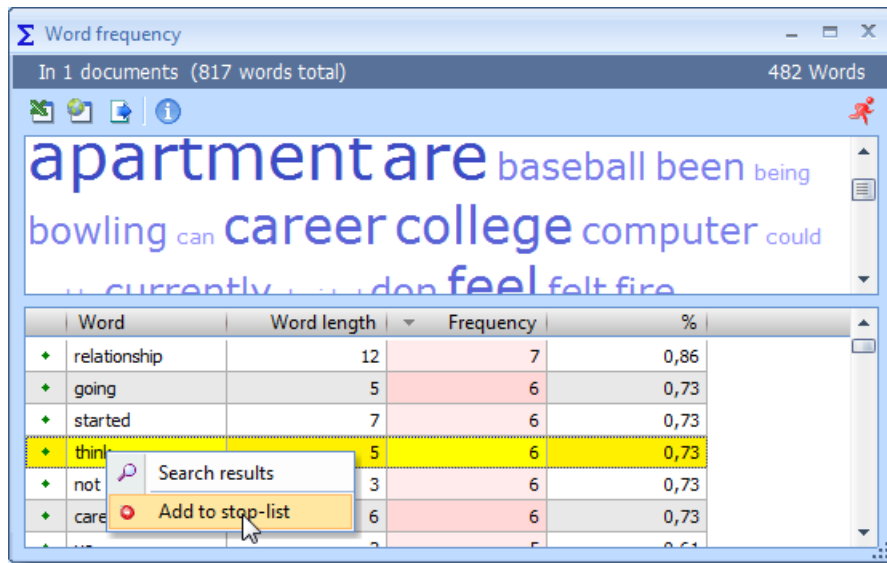 Σ Word frequency
In 1 documents (817 words total) 482 Words
apartment are baseball been being
bowling can career college computer could
currently don feel felt fire
Word Word length Frequency %
relationship 12 7 0,86
going 5 6 0,73
started 7 6 0,73
think 5 6 0,73
Search results
not 3 6 0,73
Add to stop-list
care 6 6 0,73